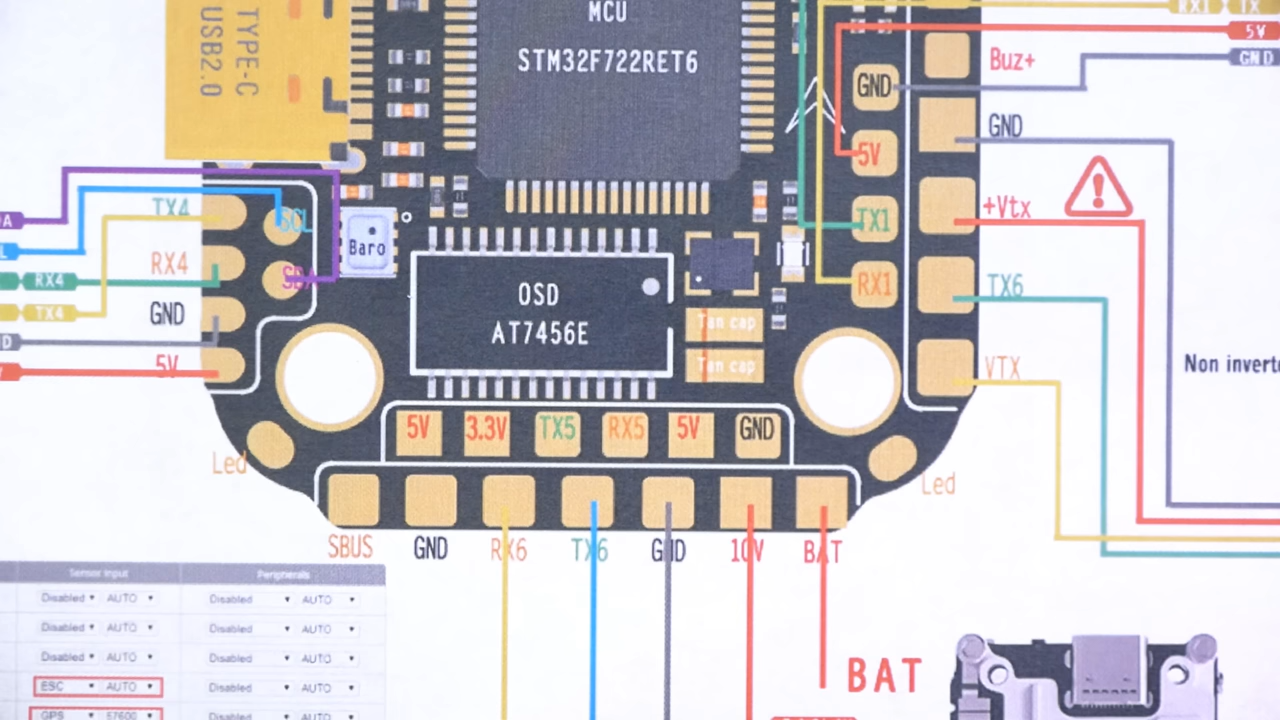 TYPE-C
USB2.0
MCU
STM32F722RET6
RX1
TX
5V
GND
Buz+
GND
GND
5V
+Vtx
TX4
SCL
TX1
Baro
RX4
SDA
RX4
OSD
AT7456E
RX1
TX6
GND
TX4
Tan cap
Tan cap
5V
VTX
Non inverte
5V
3.3V
TX5
RX5
5V
GND
Led
Led
SBUS
GND
RX6
TX6
GND
10V
BAT
Sensor Input
Peripherals
Disabled AUTO Disabled AUTO
Disabled AUTO Disabled AUTO
Disabled AUTO Disabled AUTO
ESC AUTO Disabled AUTO
GPS 57600 Disabled AUTO
BAT